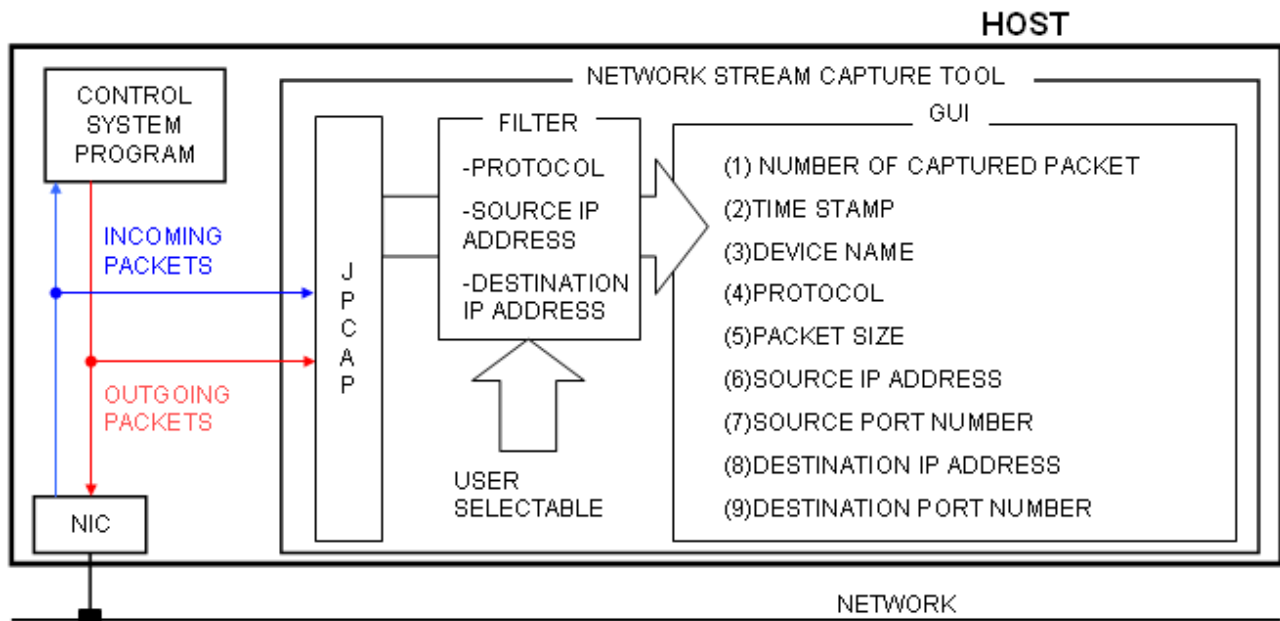 HOST
CONTROL
SYSTEM
PROGRAM
NETWORK STREAM CAPTURE TOOL
INCOMING
PACKETS
OUTGOING
PACKETS
NIC
J
P
C
A
P
FILTER
-PROTOCOL
-SOURCE IP
ADDRESS
-DESTINATION
IP ADDRESS
USER
SELECTABLE
GUI
(1) NUMBER OF CAPTURED PACKET
(2)TIME STAMP
(3)DEVICE NAME
(4)PROTOCOL
(5)PACKET SIZE
(6)SOURCE IP ADDRESS
(7)SOURCE PORT NUMBER
(8)DESTINATION IP ADDRESS
(9)DESTINATION PORT NUMBER
NETWORK